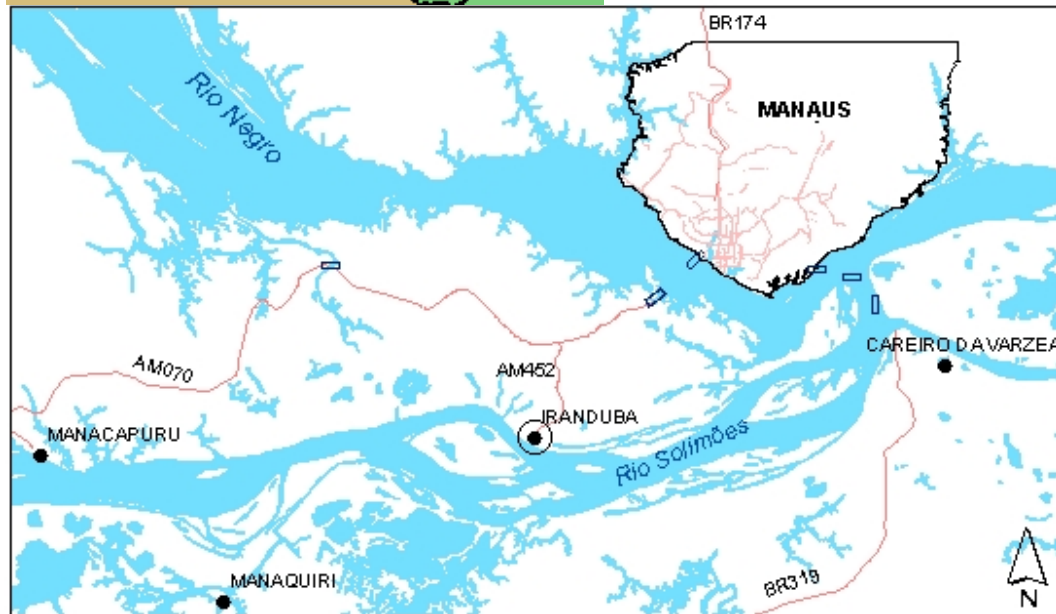 BR174
Rio Negro
MANAUS
CAREIRO DA VARZEA
AM070
AM452
IRANDUBA
MANACAPURU
Rio Solimões
MANAQUIRI
BR319
N